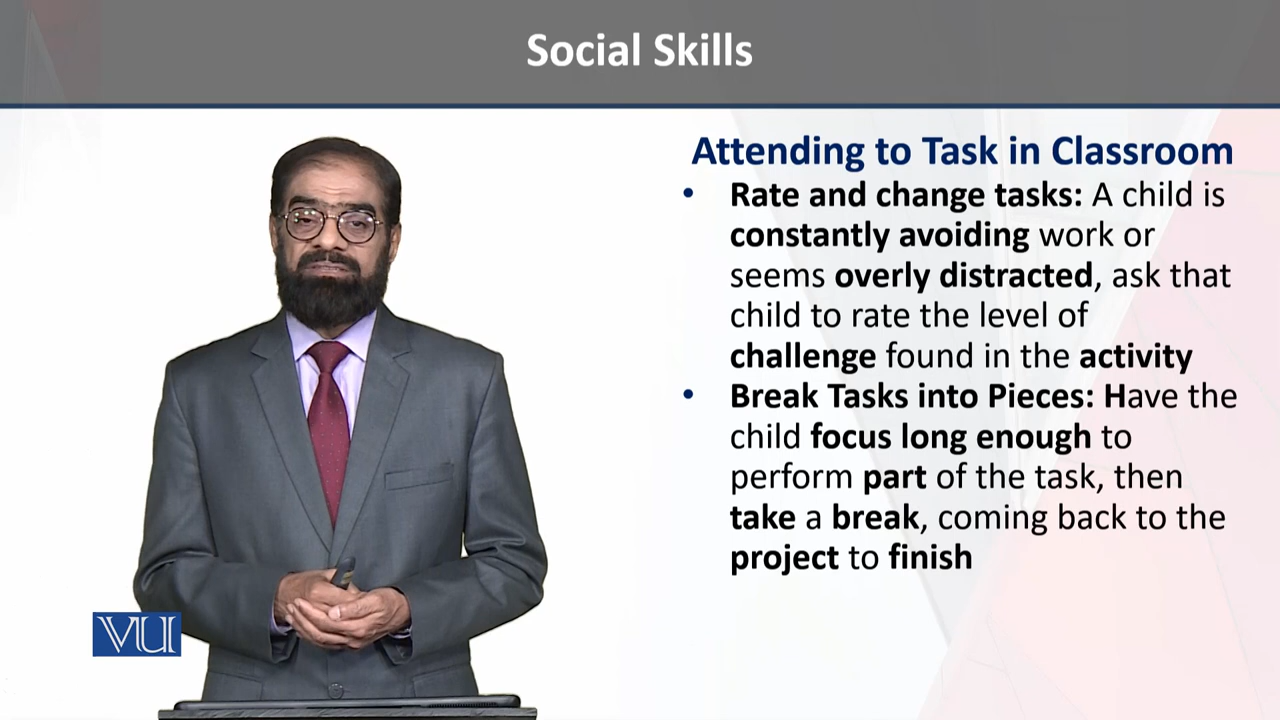 Social Skills
Attending to Task in Classroom
• Rate and change tasks: A child is
constantly avoiding work or
seems overly distracted, ask that
child to rate the level of
challenge found in the activity
• Break Tasks into Pieces: Have the
child focus long enough to
perform part of the task, then
take a break, coming back to the
project to finish
VU